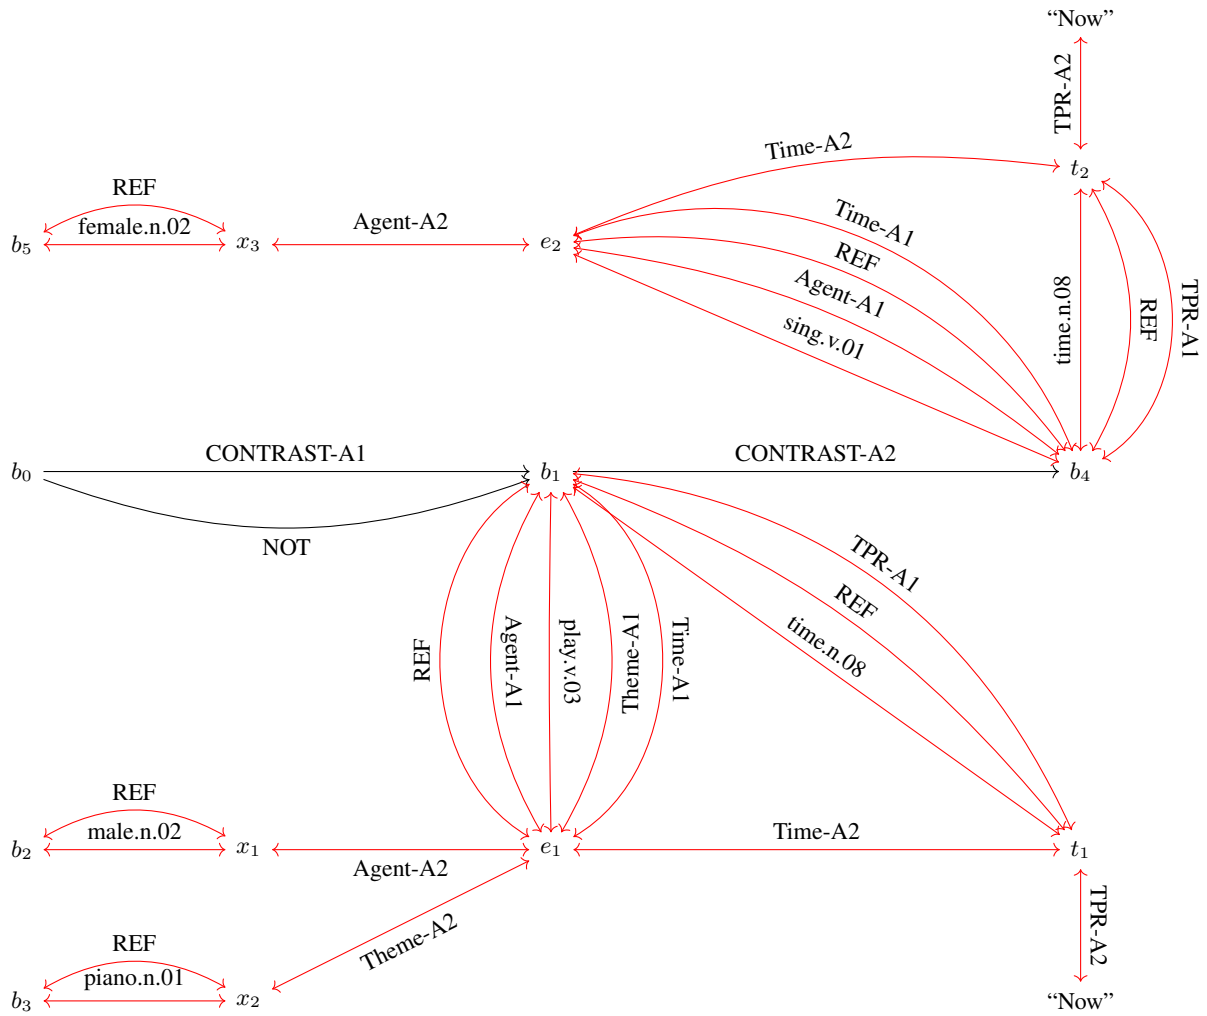 “Now”
TPR-A2
Time-A2
t₂
REF
female.n.02
b₅
x₃
Agent-A2
e₂
Time-A1
REF
Agent-A1
sing.v.01
time.n.08
REF
TPR-A1
b₀
CONTRAST-A1
b₁
CONTRAST-A2
b₄
NOT
REF
Agent-A1
play.v.03
Theme-A1
Time-A1
TPR-A1
REF
time.n.08
REF
male.n.02
b₂
x₁
Agent-A2
e₁
Time-A2
t₁
Theme-A2
TPR-A2
REF
piano.n.01
b₃
x₂
“Now”